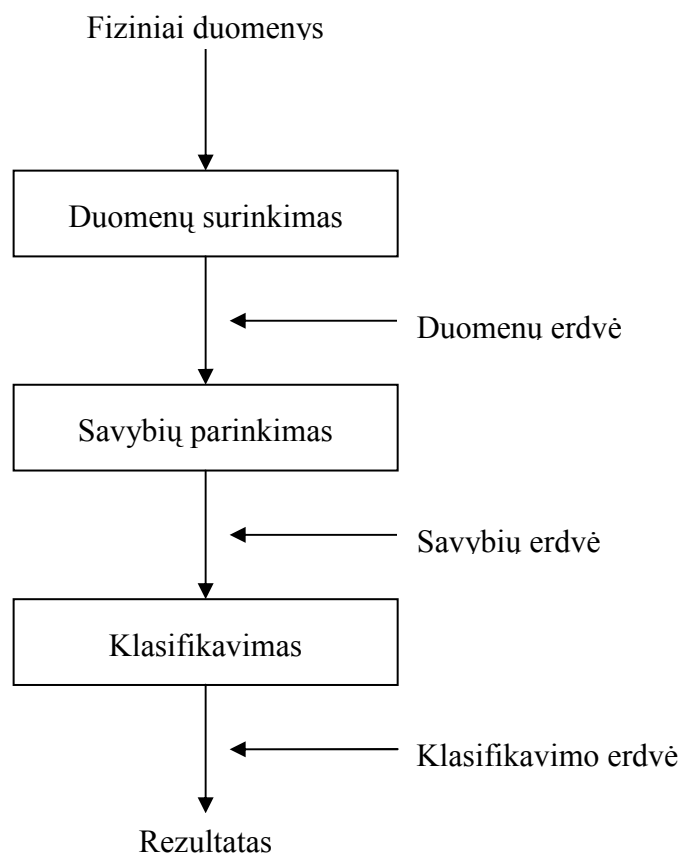 Fiziniai duomenys
Duomenų surinkimas
Duomenų erdvė
Savybių parinkimas
Savybių erdvė
Klasifikavimas
Klasifikavimo erdvė
Rezultatas